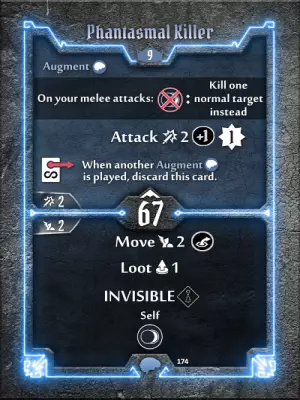 Phantasmal Killer
9
Augment
On your melee attacks: : Kill one normal target instead
Attack 2 +1 1
When another Augment
is played, discard this card.
2
67
2
Move 2
Loot 1
INVISIBLE
Self
174